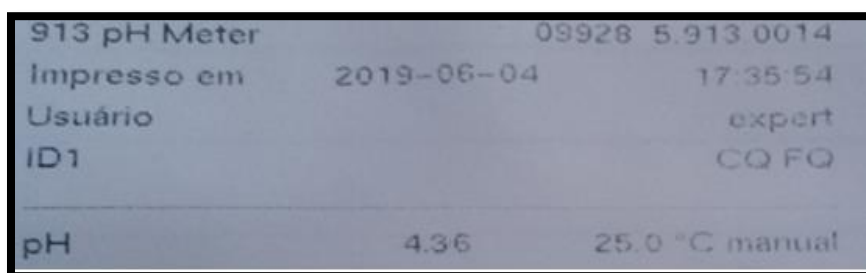 913 pH Meter 09928 5.913.0014
Impresso em 2019-06-04 17:35:54
Usuário expert
ID1 CQ FQ
pH 4.36 25.0 °C manual